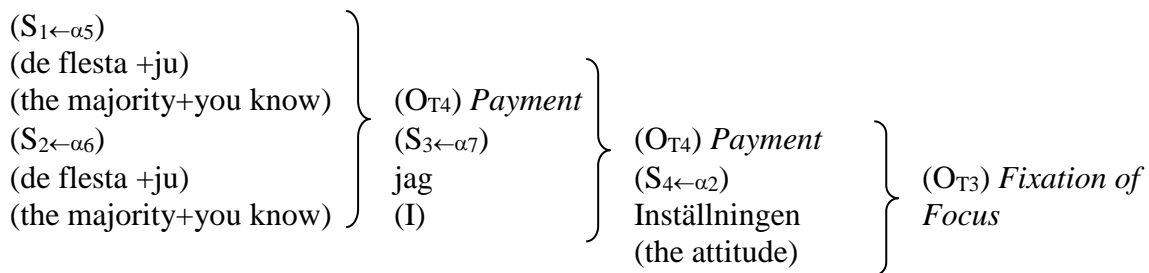 (S₁←α5)
(de flesta +ju)
(the majority+you know)
(S₂←α6)
(de flesta +ju)
(the majority+you know)
(OT4) Payment
(S₃←α7)
jag
(I)
(OT4) Payment
(S₄←α2)
Inställningen
(the attitude)
(OT3) Fixation of
Focus